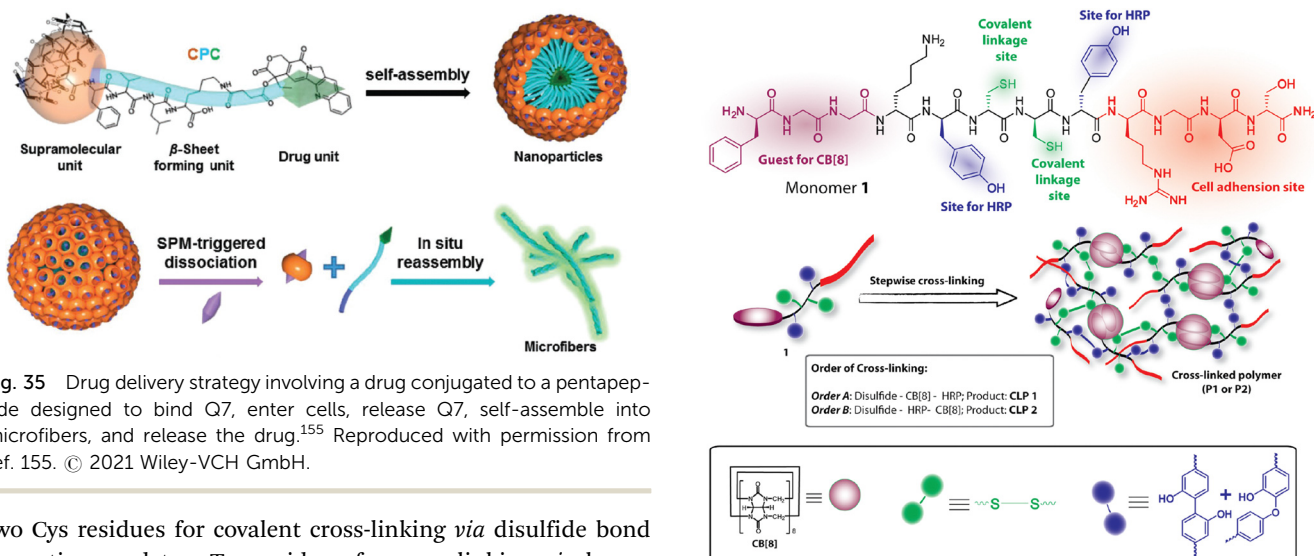 CPC
self-assembly
Supramolecular
unit
β-Sheet
forming unit
Drug unit
Nanoparticles
SPM-triggered
dissociation
In situ
reassembly
Microfibers
g. 35 Drug delivery strategy involving a drug conjugated to a pentapep-
de designed to bind Q7, enter cells, release Q7, self-assemble into
microfibers, and release the drug.155 Reproduced with permission from
ef. 155. © 2021 Wiley-VCH GmbH.
wo Cys residues for covalent cross-linking via disulfide bond
Covalent
linkage
site
Site for HRP
OH
NH2
SH
OH
H2N
O
H
N
NH2
SH
OH
HO
NH
H2N
NH
Guest for CB[8]
Monomer 1
Site for HRP
Covalent
linkage
site
Cell adhension site
Stepwise cross-linking
1
Order of Cross-linking:
Order A: Disulfide - CB[8] - HRP; Product: CLP 1
Order B: Disulfide - HRP- CB[8]; Product: CLP 2
Cross-linked polymer
(P1 or P2)
CB[8]
S S
HO
OH
+
HO
O